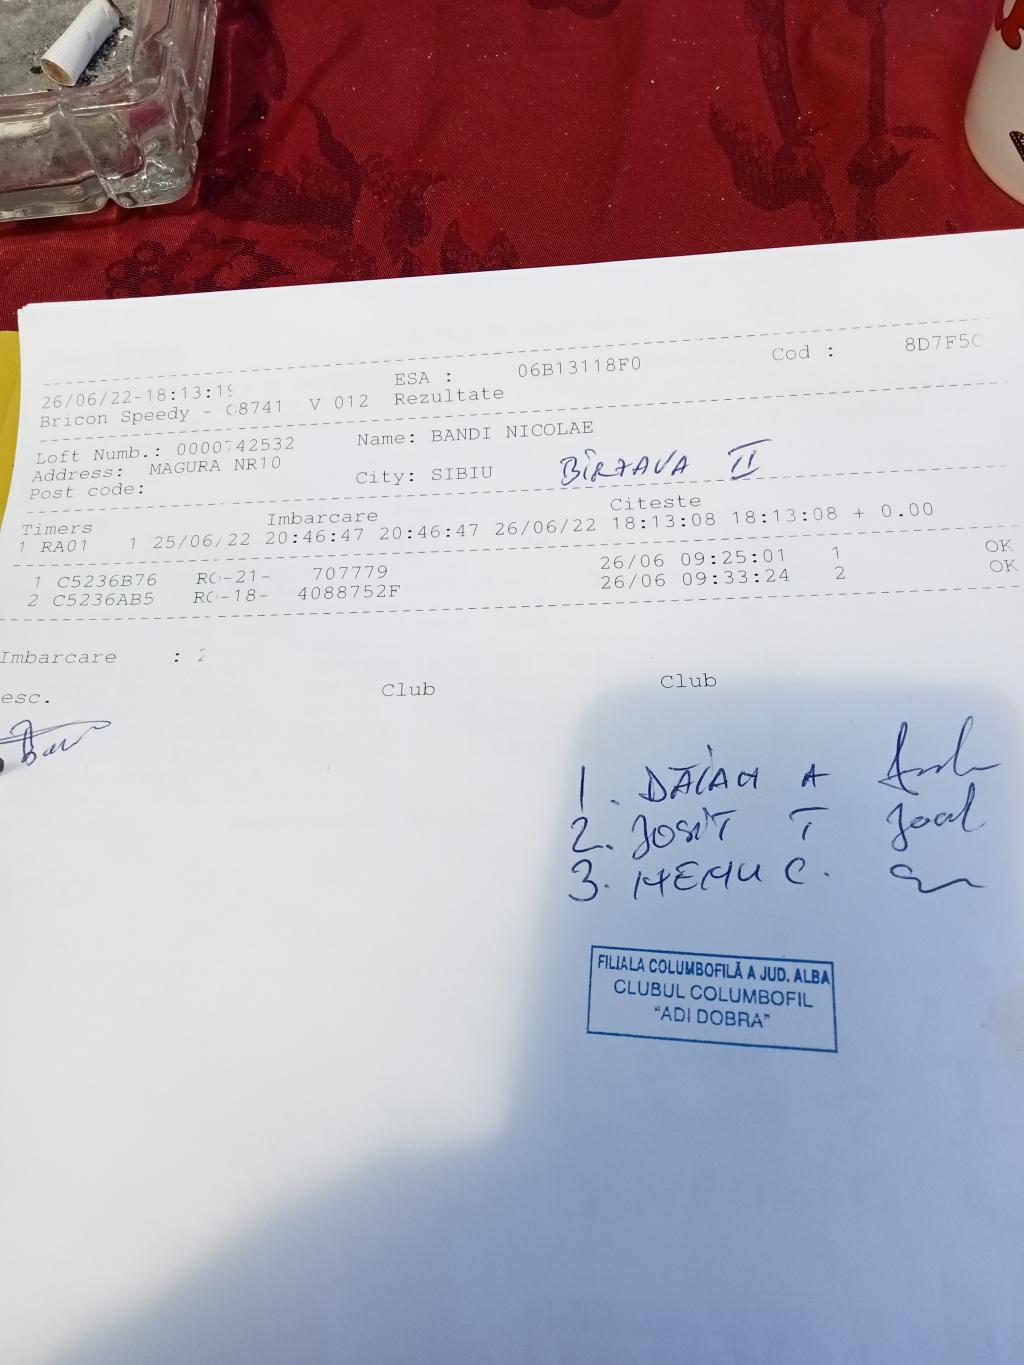 26/06/22-18:13:19 ESA : 06B13118F0 Cod : 8D7F5C
Bricon Speedy - 08741 V 012 Rezultate
Loft Numb.: 0000742532 Name: BANDI NICOLAE
Address: MAGURA NR10
Post code: City: SIBIU BÎRZAVA II
Timers Imbarcare Citeste
1 RA01 1 25/06/22 20:46:47 20:46:47 26/06/22 18:13:08 18:13:08 + 0.00
1 C5236B76 RO-21- 707779 26/06 09:25:01 1 OK
2 C5236AB5 RO-18- 4088752F 26/06 09:33:24 2 OK
Imbarcare : 2
esc. Club Club
1. A
2. T
3. C.
FILIALA COLUMBOFILĂ A JUD. ALBA
CLUBUL COLUMBOFIL
"ADI DOBRA"